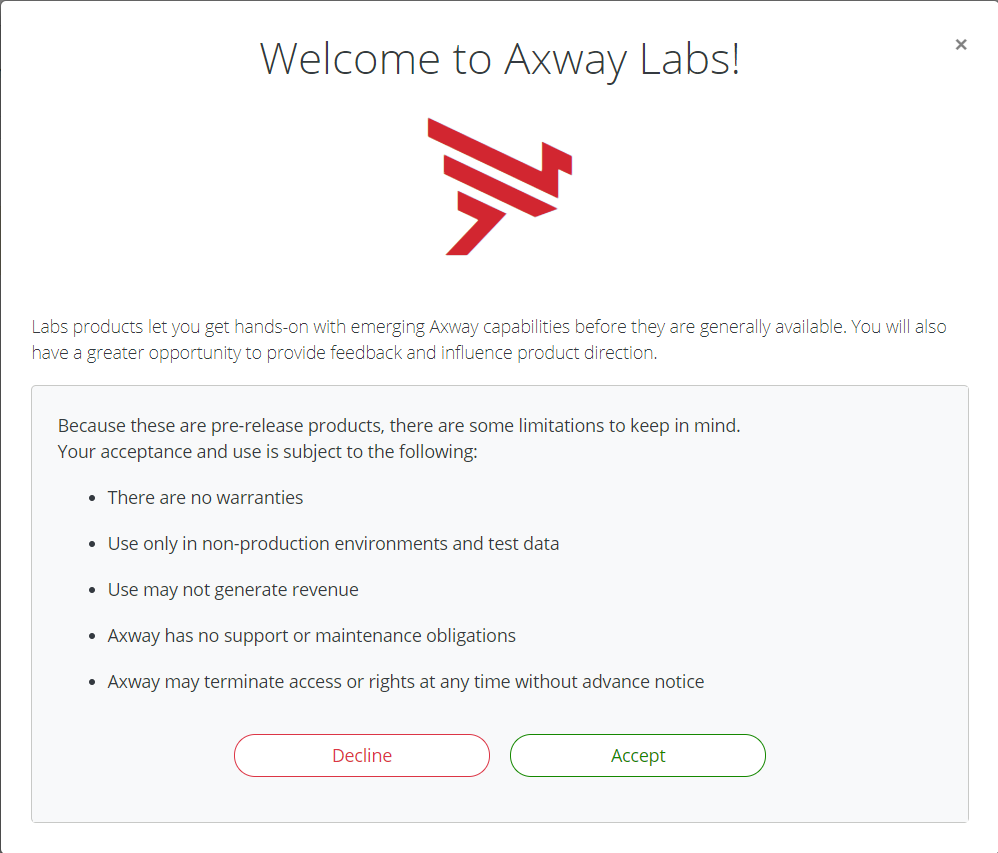 Welcome to Axway Labs!
×
Labs products let you get hands-on with emerging Axway capabilities before they are generally available. You will also
have a greater opportunity to provide feedback and influence product direction.
Because these are pre-release products, there are some limitations to keep in mind.
Your acceptance and use is subject to the following:
• There are no warranties
• Use only in non-production environments and test data
• Use may not generate revenue
• Axway has no support or maintenance obligations
• Axway may terminate access or rights at any time without advance notice
Decline
Accept